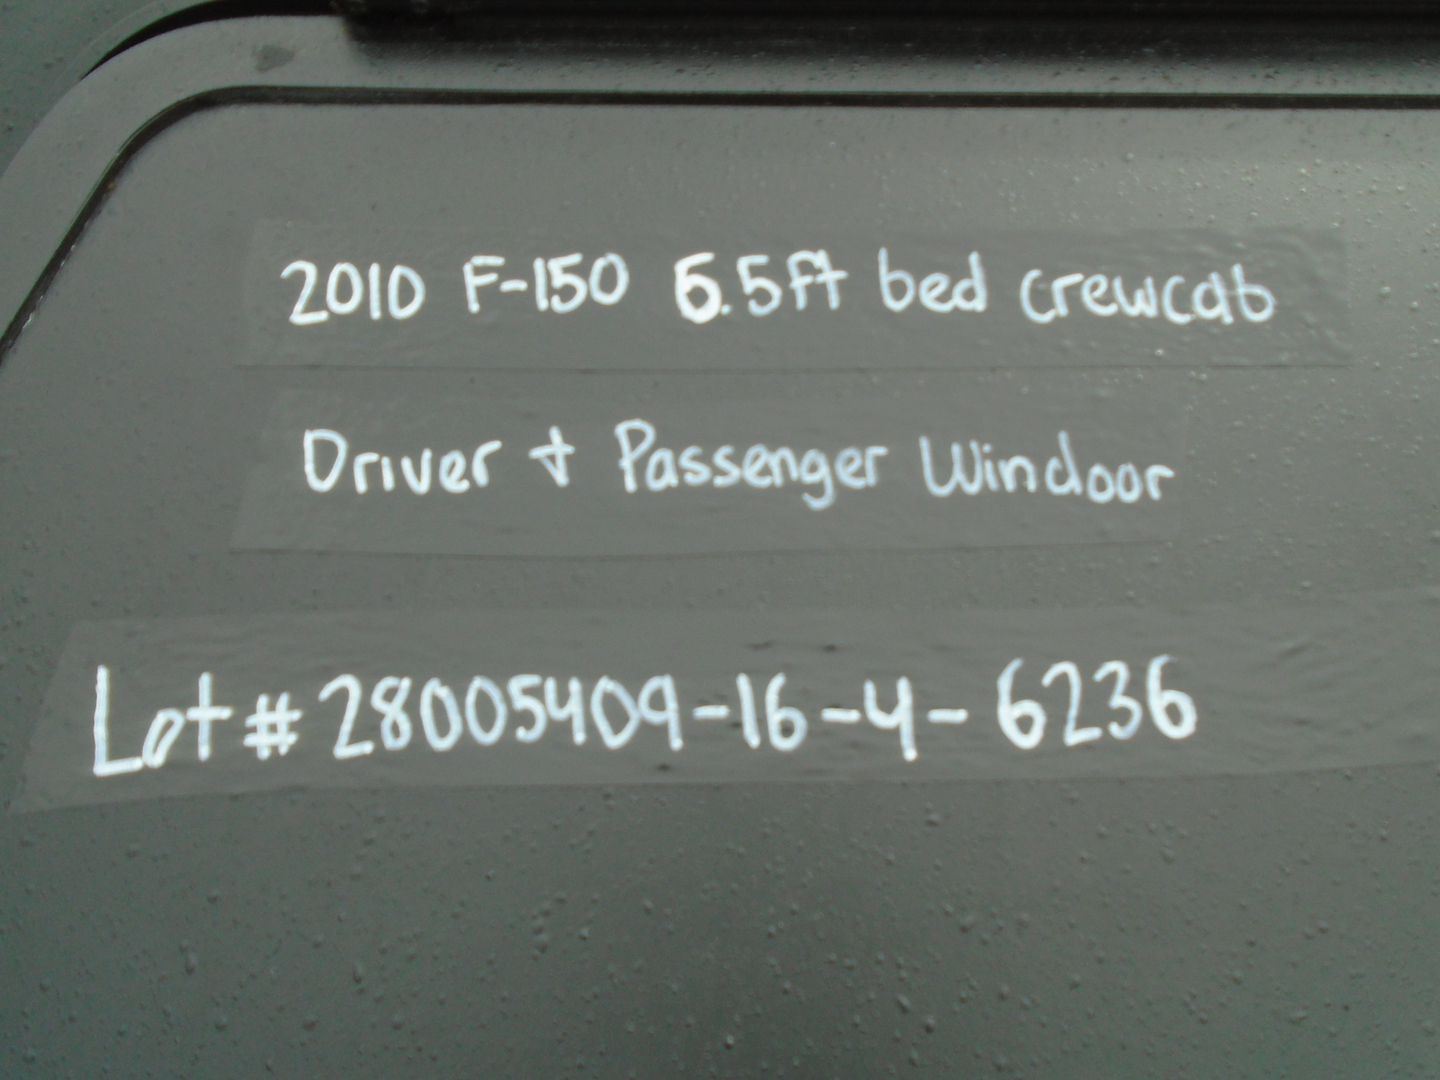 2010 F-150 6.5ft bed crewcab
Driver + Passenger Windoor
Lot # 28005409-16-4-6236